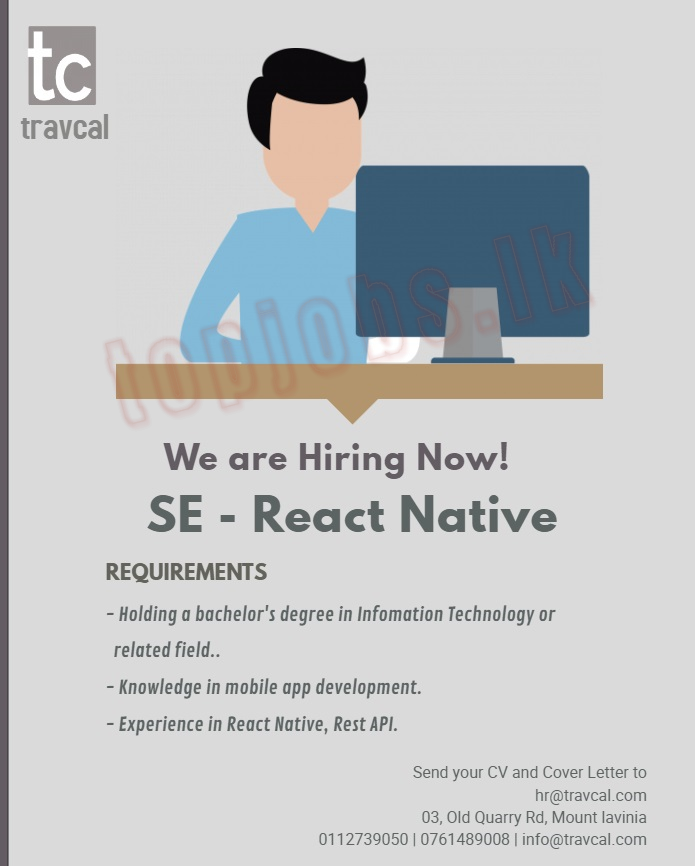 tc
travcal
topjobs.lk
We are Hiring Now!
SE - React Native
REQUIREMENTS
- Holding a bachelor's degree in Infomation Technology or
related field..
- Knowledge in mobile app development.
- Experience in React Native, Rest API.
Send your CV and Cover Letter to
hr@travcal.com
03, Old Quarry Rd, Mount lavinia
0112739050 | 0761489008 | info@travcal.com